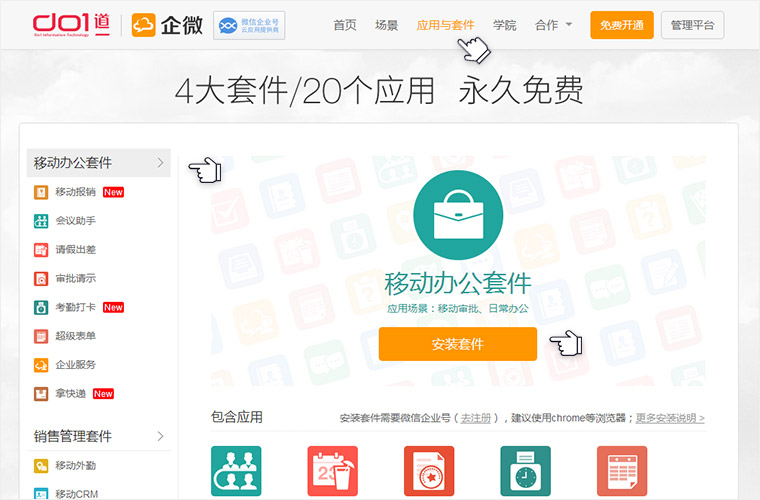 do1道
Do1 Information Technology
企微
微信企业号
云应用提供商
首页 场景 应用与套件 学院 合作 免费开通 管理平台
4大套件/20个应用 永久免费
移动办公套件
移动报销 New
会议助手
请假出差
审批请示
考勤打卡 New
超级表单
企业服务
拿快递 New
销售管理套件
移动外勤
移动CRM
移动办公套件
应用场景：移动审批、日常办公
安装套件
包含应用
安装套件需要微信企业号（去注册），建议使用chrome等浏览器；更多安装说明 >
23